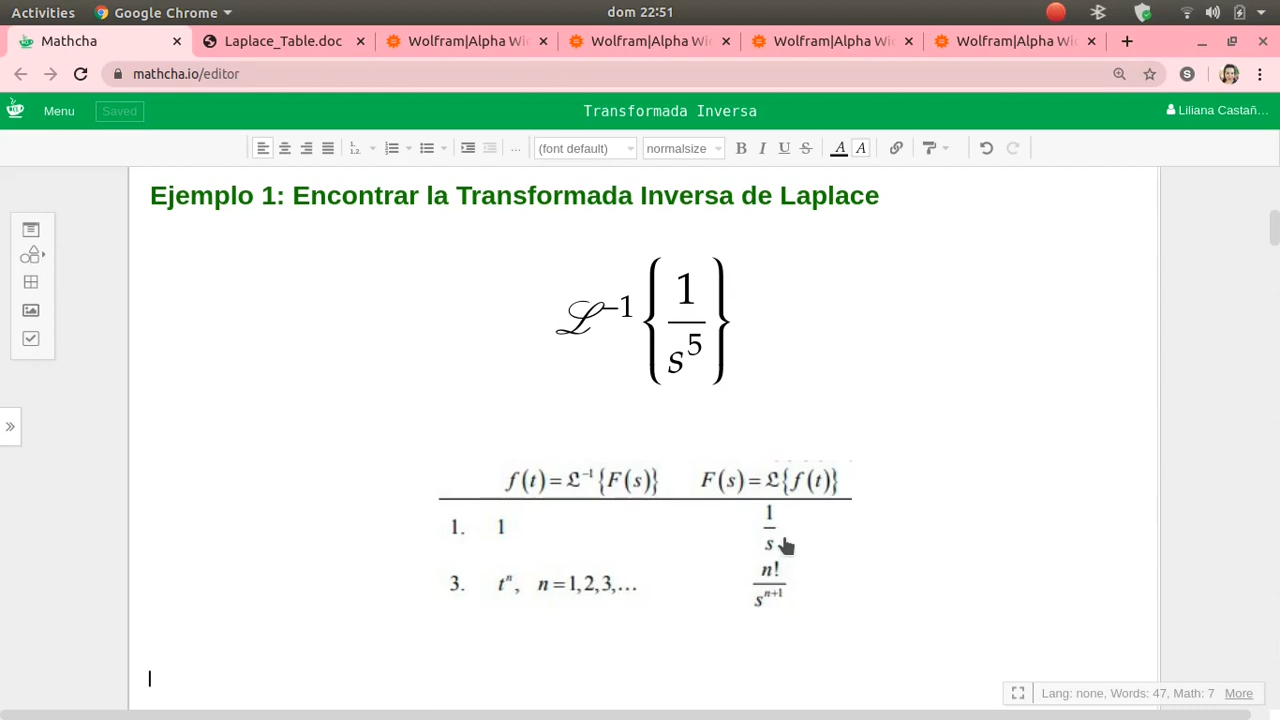 Activities Google Chrome dom 22:51
Mathcha Laplace_Table.doc Wolfram|Alpha Wi Wolfram|Alpha Wi Wolfram|Alpha Wi Wolfram|Alpha Wi
mathcha.io/editor S
Menu Saved Transformada Inversa Liliana Castañ...
(font default) normalsize B I U S A A
Ejemplo 1: Encontrar la Transformada Inversa de Laplace
ℒ⁻¹ { 1 / s⁵ }
f(t) = 𝔏⁻¹{F(s)} F(s) = 𝔏{f(t)}
1. 1 1/s
3. tⁿ, n = 1,2,3,… n!/sⁿ⁺¹
Lang: none, Words: 47, Math: 7 More